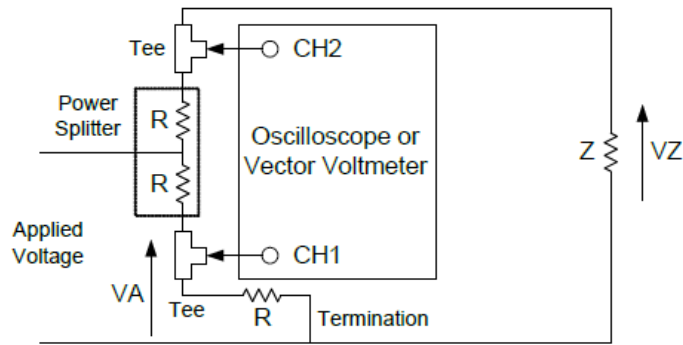 Tee
CH2
Power
Splitter
R
Oscilloscope or
Vector Voltmeter
Z
VZ
R
Applied
Voltage
CH1
VA
Tee
R
Termination